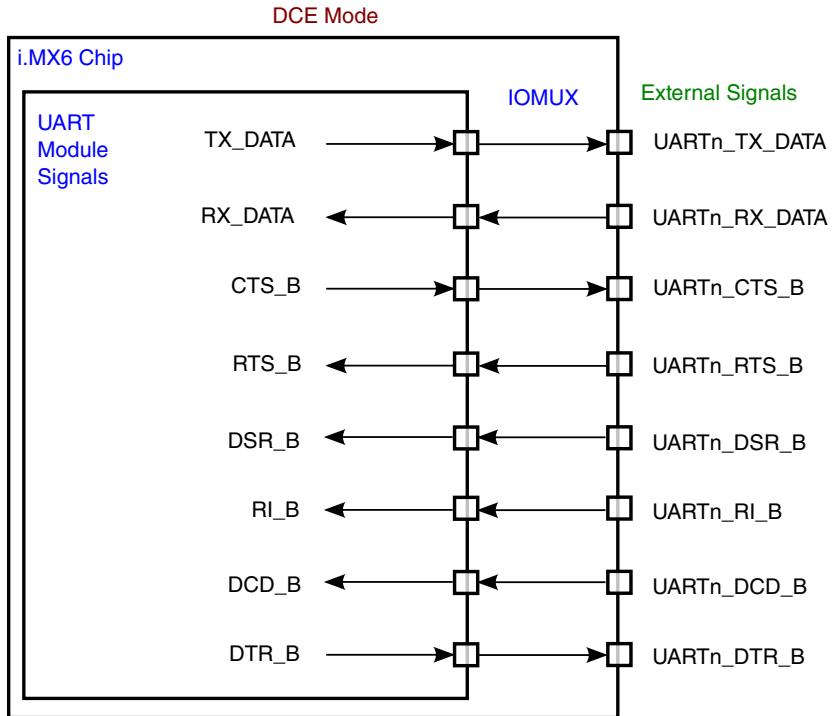 DCE Mode
i.MX6 Chip
IOMUX
External Signals
UART
Module
Signals
TX_DATA
UARTn_TX_DATA
RX_DATA
UARTn_RX_DATA
CTS_B
UARTn_CTS_B
RTS_B
UARTn_RTS_B
DSR_B
UARTn_DSR_B
RI_B
UARTn_RI_B
DCD_B
UARTn_DCD_B
DTR_B
UARTn_DTR_B